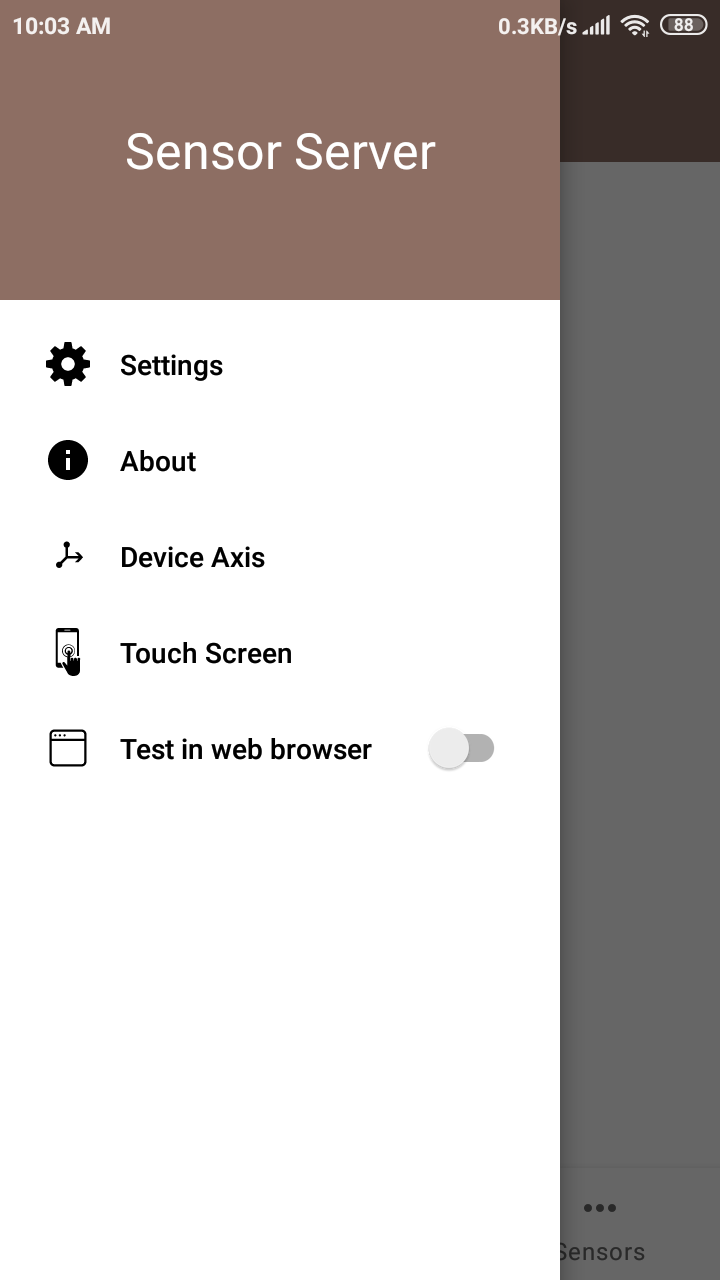 10:03 AM 0.3KB/s 88
Sensor Server
Settings
About
Device Axis
Touch Screen
Test in web browser
Sensors